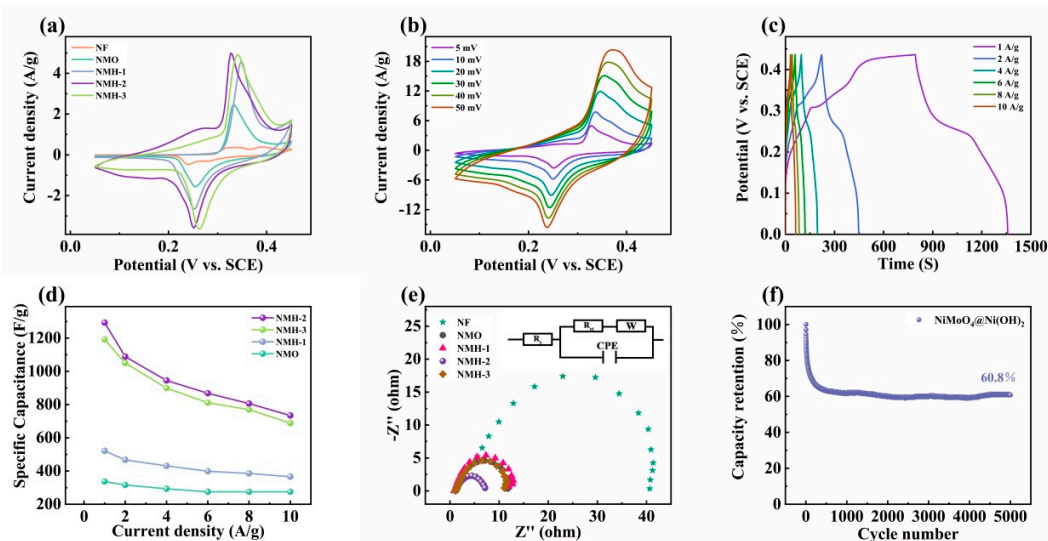 (a)
NF
NMO
NMH-1
NMH-2
NMH-3
Current density (A/g)
4
2
0
-2
0.0
0.2
0.4
Potential (V vs. SCE)
(b)
5 mV
10 mV
20 mV
30 mV
40 mV
50 mV
Current density (A/g)
24
18
12
6
0
-6
-12
0.0
0.2
0.4
Potential (V vs. SCE)
(c)
1 A/g
2 A/g
4 A/g
6 A/g
8 A/g
10 A/g
Potential (V vs. SCE)
0.4
0.3
0.2
0.1
0.0
0
300
600
900
1200
1500
Time (S)
(d)
NMH-2
NMH-3
NMH-1
NMO
Specific Capacitance (F/g)
1200
1000
800
600
400
200
0
2
4
6
8
10
Current density (A/g)
(e)
NF
NMO
NMH-1
NMH-2
NMH-3
W
CPE
-Z'' (ohm)
25
20
15
10
5
0
0
10
20
30
40
Z'' (ohm)
(f)
NiMoO4@Ni(OH)2
60.8%
Capacity retention (%)
100
80
60
40
20
0
0
1000
2000
3000
4000
5000
Cycle number